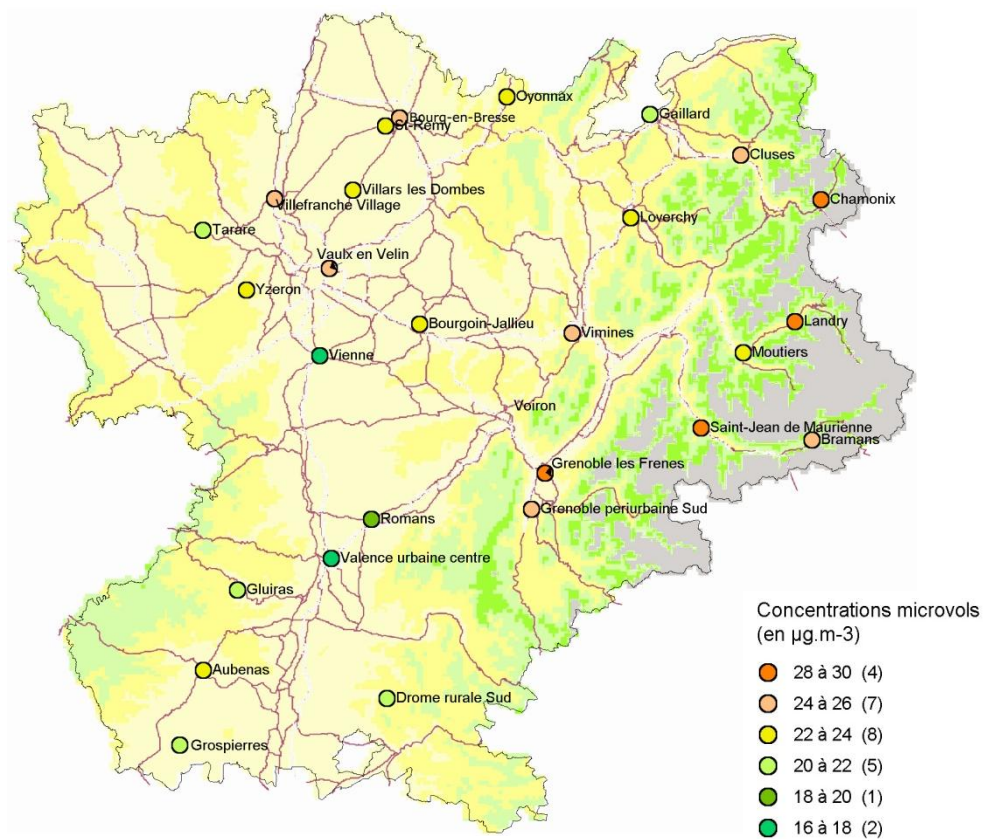 Oyonnax
Bourg-en-Bresse
St-Rémy
Gaillard
Cluses
Villars les Dombes
Villefranche Village
Chamonix
Loverchy
Tarare
Vaulx en Velin
Yzeron
Bourgoin-Jallieu
Vimines
Landry
Vienne
Moutiers
Voiron
Saint-Jean de Maurienne
Bramans
Grenoble les Frenes
Grenoble periurbaine Sud
Romans
Valence urbaine centre
Gluiras
Aubenas
Drome rurale Sud
Grospierres
Concentrations microvols
(en µg.m-3)
28 à 30 (4)
24 à 26 (7)
22 à 24 (8)
20 à 22 (5)
18 à 20 (1)
16 à 18 (2)